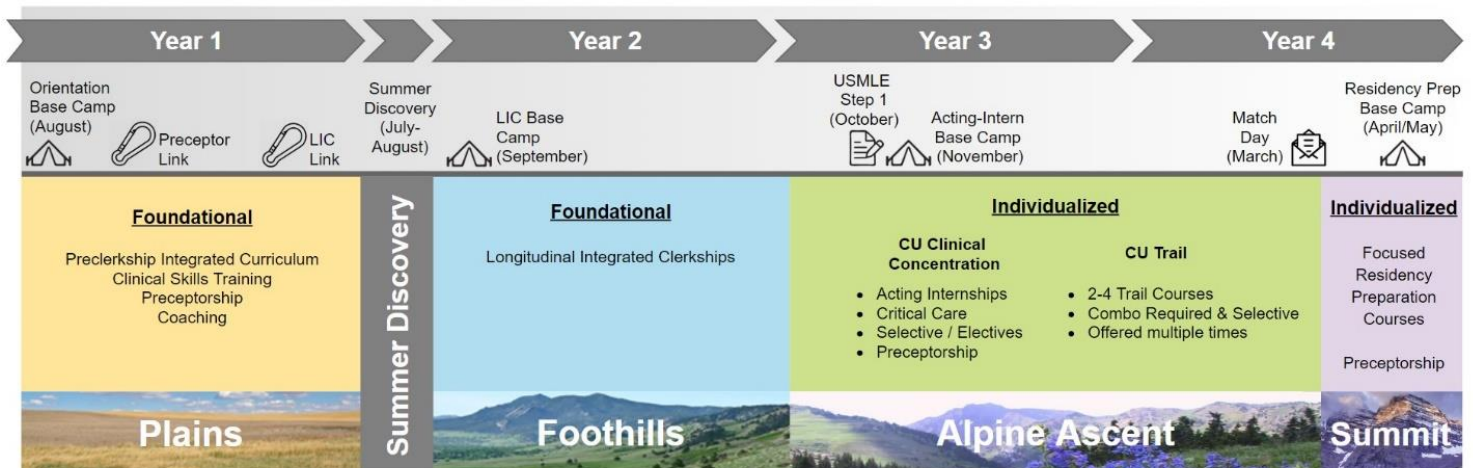 Year 1
Year 2
Year 3
Year 4
Orientation
Base Camp
(August)
Preceptor
Link
LIC
Link
Summer
Discovery
(July-
August)
LIC Base
Camp
(September)
USMLE
Step 1
(October)
Acting-Intern
Base Camp
(November)
Match
Day
(March)
Residency Prep
Base Camp
(April/May)
Foundational
Preclerkship Integrated Curriculum
Clinical Skills Training
Preceptorship
Coaching
Plains
Summer Discovery
Foundational
Longitudinal Integrated Clerkships
Foothills
Individualized
CU Clinical
Concentration
• Acting Internships
• Critical Care
• Selective / Electives
• Preceptorship
CU Trail
• 2-4 Trail Courses
• Combo Required & Selective
• Offered multiple times
Alpine Ascent
Individualized
Focused
Residency
Preparation
Courses
Preceptorship
Summit